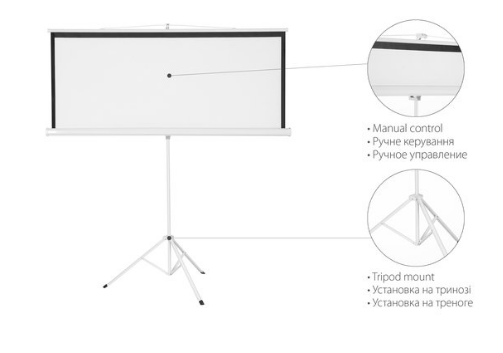 • Manual control
• Ручне керування
• Ручное управление
• Tripod mount
• Установка на тринозі
• Установка на треноге